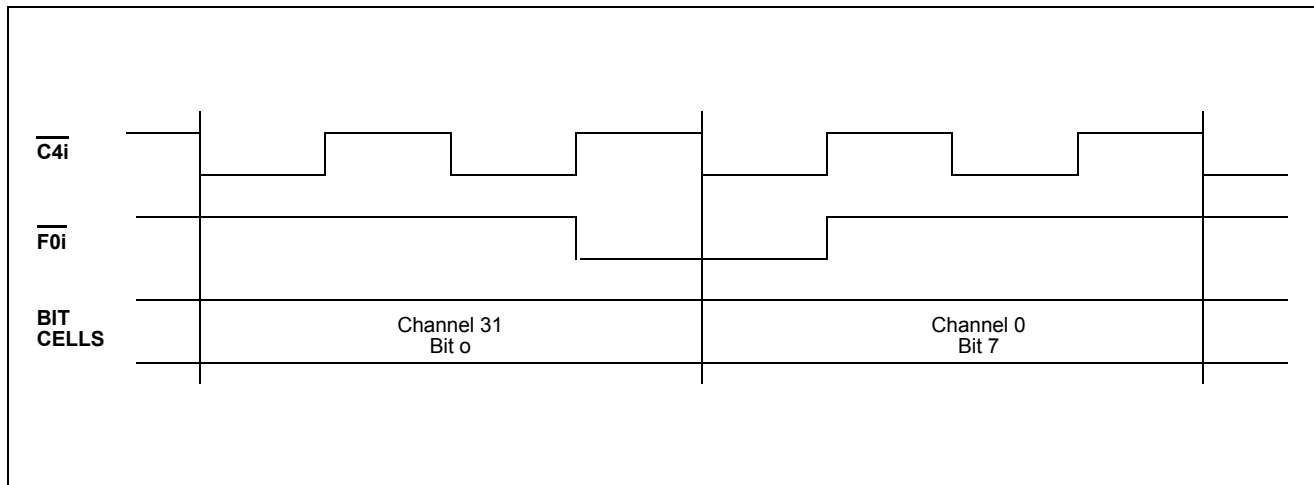 C4i
F0i
BIT
CELLS
Channel 31
Bit o
Channel 0
Bit 7